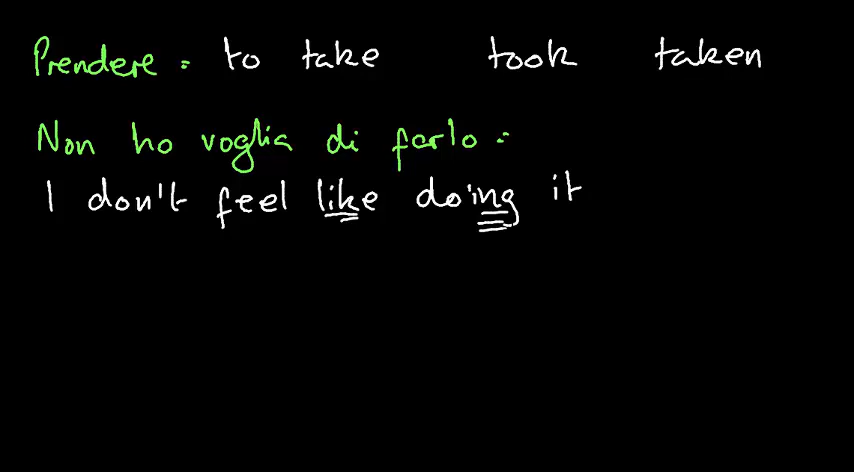 Prendere = to take took taken
Non ho voglia di farlo =
I don't feel like doing it